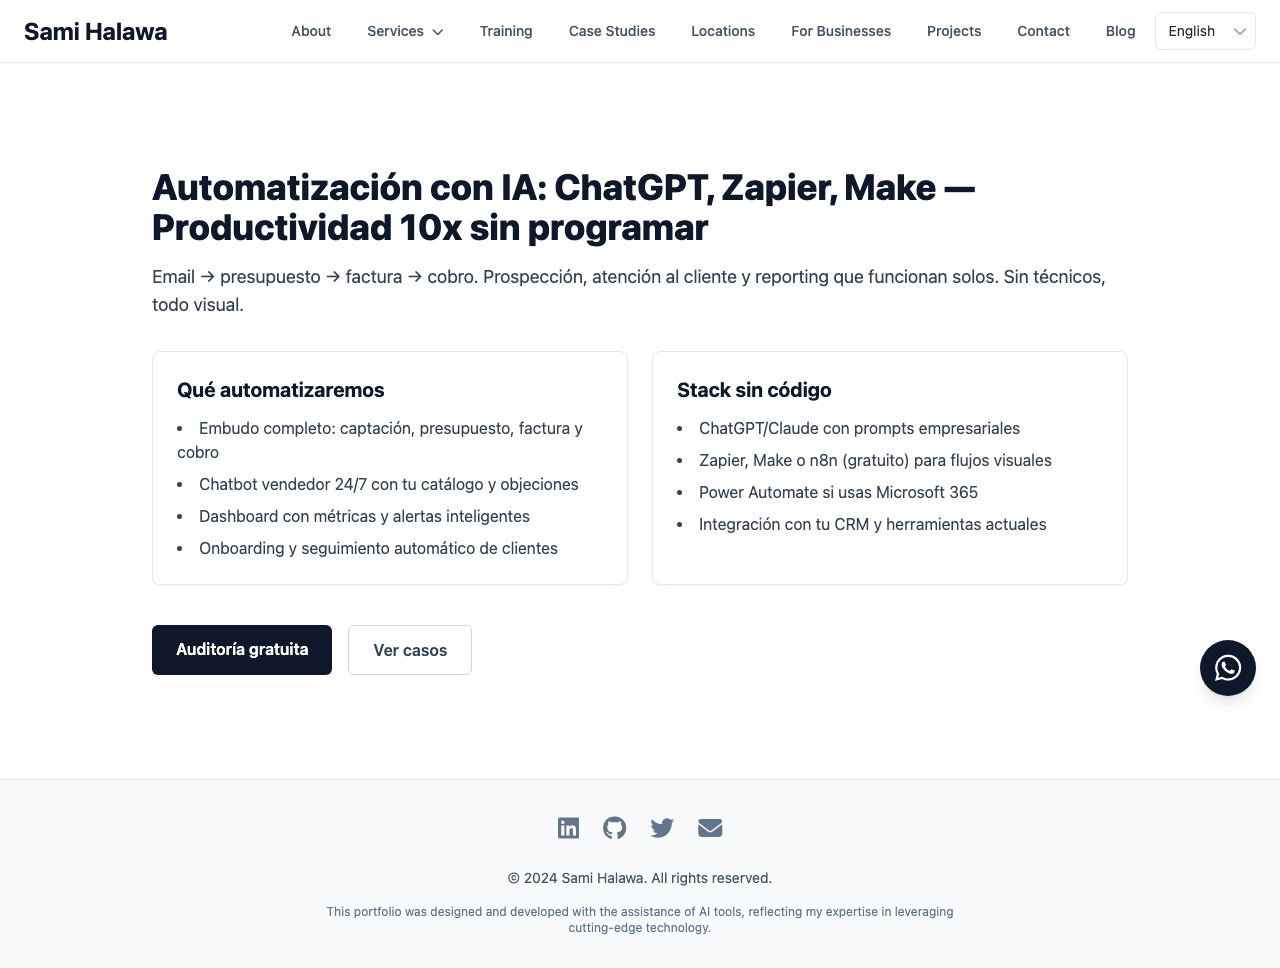 Sami Halawa
About
Services
Training
Case Studies
Locations
For Businesses
Projects
Contact
Blog
English
Automatización con IA: ChatGPT, Zapier, Make —
Productividad 10x sin programar
Email → presupuesto → factura → cobro. Prospección, atención al cliente y reporting que funcionan solos. Sin técnicos,
todo visual.
Qué automatizaremos
• Embudo completo: captación, presupuesto, factura y
cobro
• Chatbot vendedor 24/7 con tu catálogo y objeciones
• Dashboard con métricas y alertas inteligentes
• Onboarding y seguimiento automático de clientes
Stack sin código
• ChatGPT/Claude con prompts empresariales
• Zapier, Make o n8n (gratuito) para flujos visuales
• Power Automate si usas Microsoft 365
• Integración con tu CRM y herramientas actuales
Auditoría gratuita
Ver casos
© 2024 Sami Halawa. All rights reserved.
This portfolio was designed and developed with the assistance of AI tools, reflecting my expertise in leveraging
cutting-edge technology.